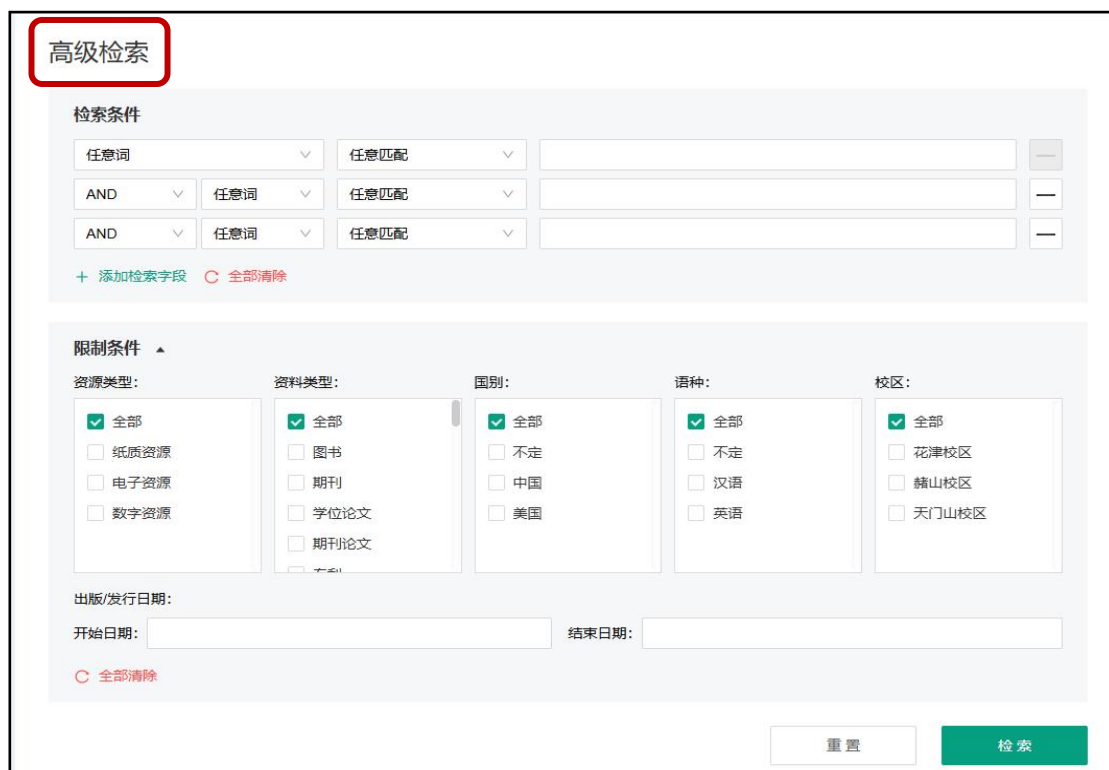 高级检索
检索条件
任意词 任意匹配
AND 任意词 任意匹配
AND 任意词 任意匹配
+ 添加检索字段 全部清除
限制条件
资源类型: 资料类型: 国别: 语种: 校区:
全部 全部 全部 全部 全部
纸质资源 图书 不定 不定 花津校区
电子资源 期刊 中国 汉语 赭山校区
数字资源 学位论文 美国 英语 天门山校区
期刊论文
出版/发行日期:
开始日期: 结束日期:
全部清除
重置 检索